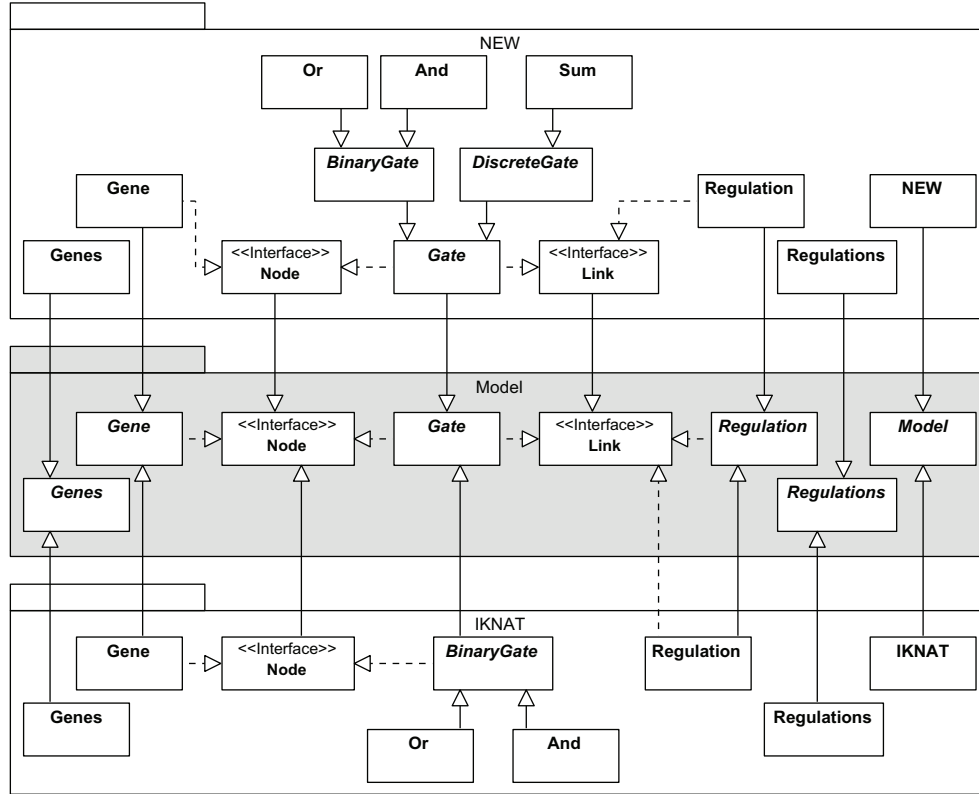 NEW
Or
And
Sum
BinaryGate
DiscreteGate
Gene
Regulation
NEW
Genes
<<Interface>>
Node
Gate
<<Interface>>
Link
Regulations
Model
Gene
<<Interface>>
Node
Gate
<<Interface>>
Link
Regulation
Model
Genes
Regulations
IKNAT
Gene
<<Interface>>
Node
BinaryGate
Regulation
IKNAT
Genes
Or
And
Regulations